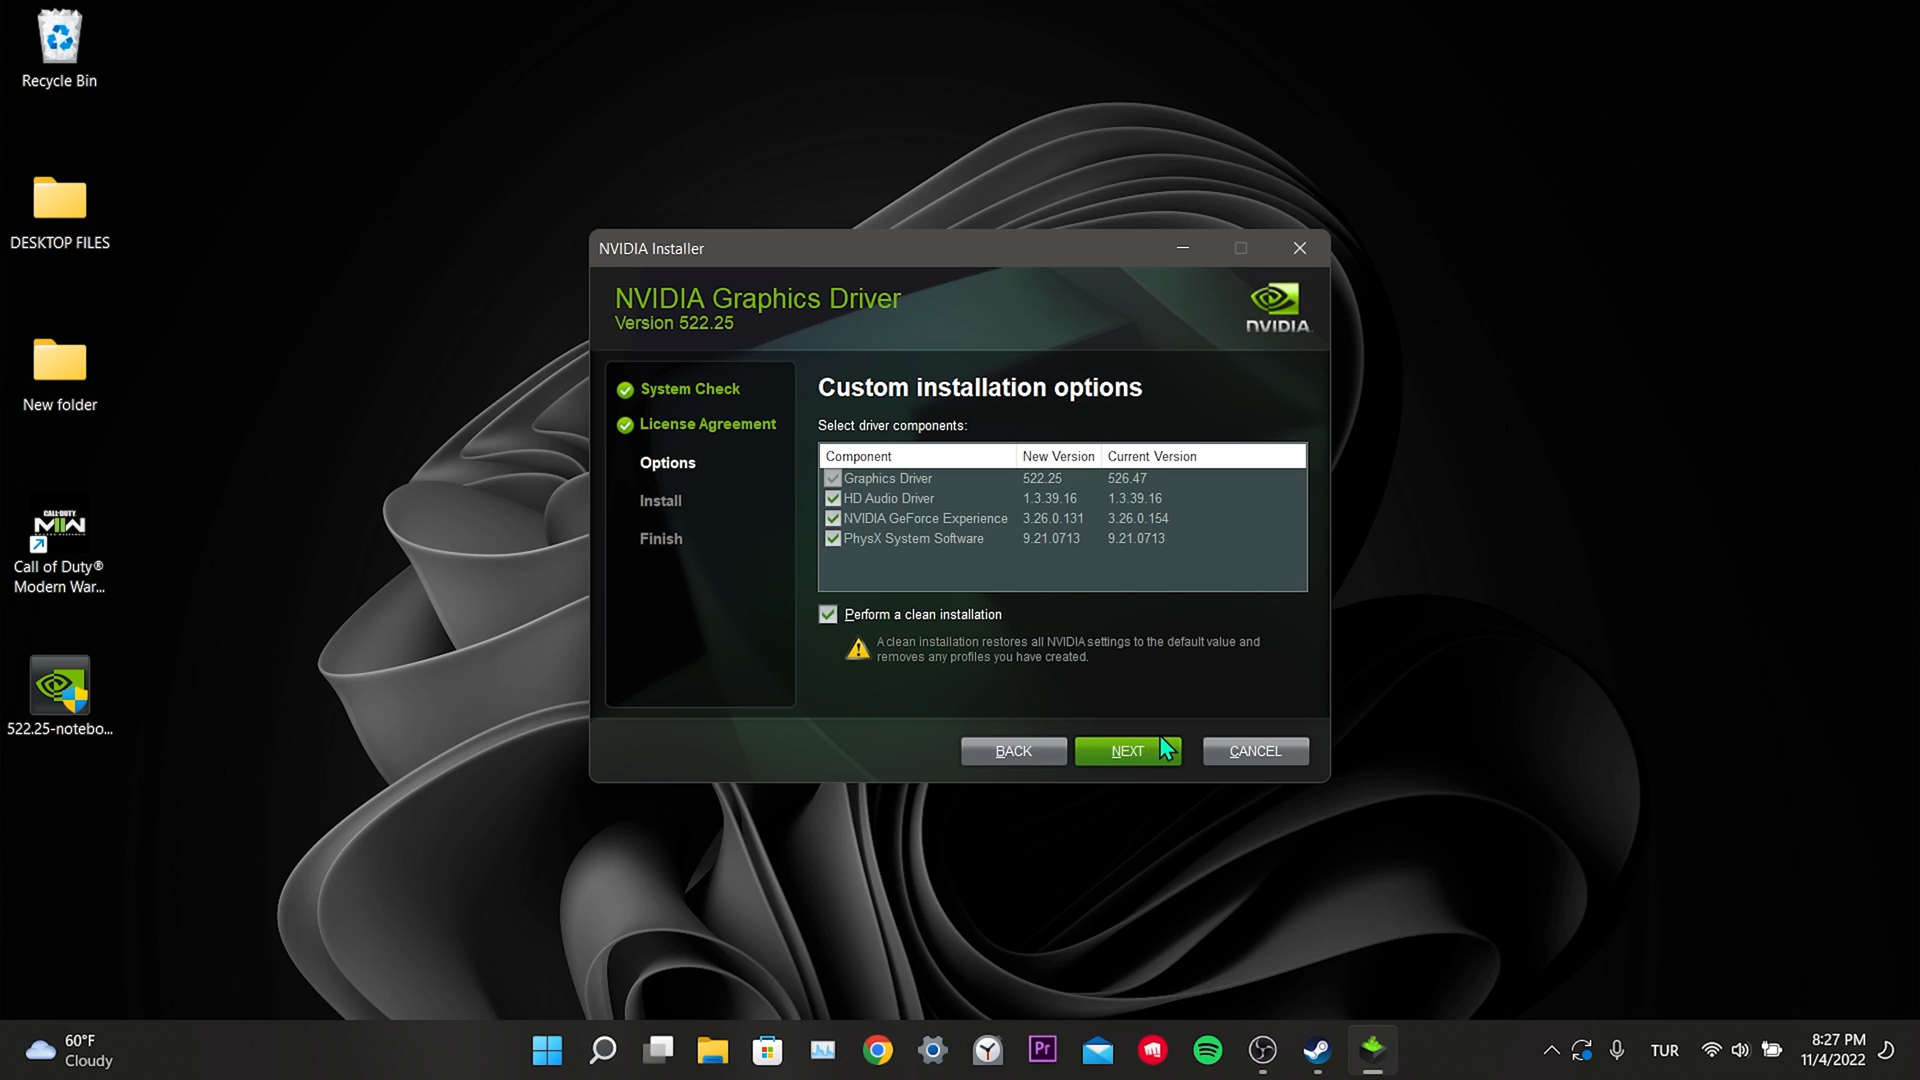 Recycle Bin
DESKTOP FILES
New folder
CALL·DUTY
MWII
Call of Duty®
Modern War...
522.25-notebo...
NVIDIA Installer
NVIDIA Graphics Driver
Version 522.25
NVIDIA
System Check
License Agreement
Options
Install
Finish
Custom installation options
Select driver components:
Component New Version Current Version
Graphics Driver 522.25 526.47
HD Audio Driver 1.3.39.16 1.3.39.16
NVIDIA GeForce Experience 3.26.0.131 3.26.0.154
PhysX System Software 9.21.0713 9.21.0713
Perform a clean installation
A clean installation restores all NVIDIA settings to the default value and
removes any profiles you have created.
BACK NEXT CANCEL
60°F
Cloudy
Pr
TUR
8:27 PM
11/4/2022